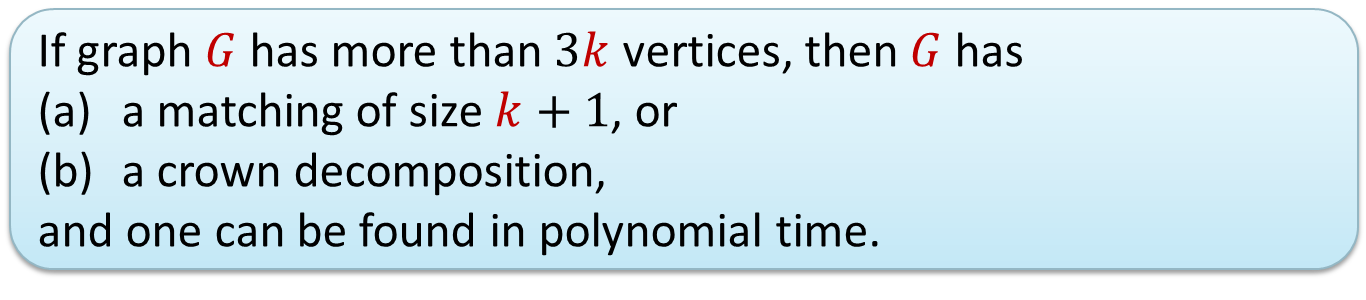 If graph G has more than 3k vertices, then G has
(a) a matching of size k + 1, or
(b) a crown decomposition,
and one can be found in polynomial time.